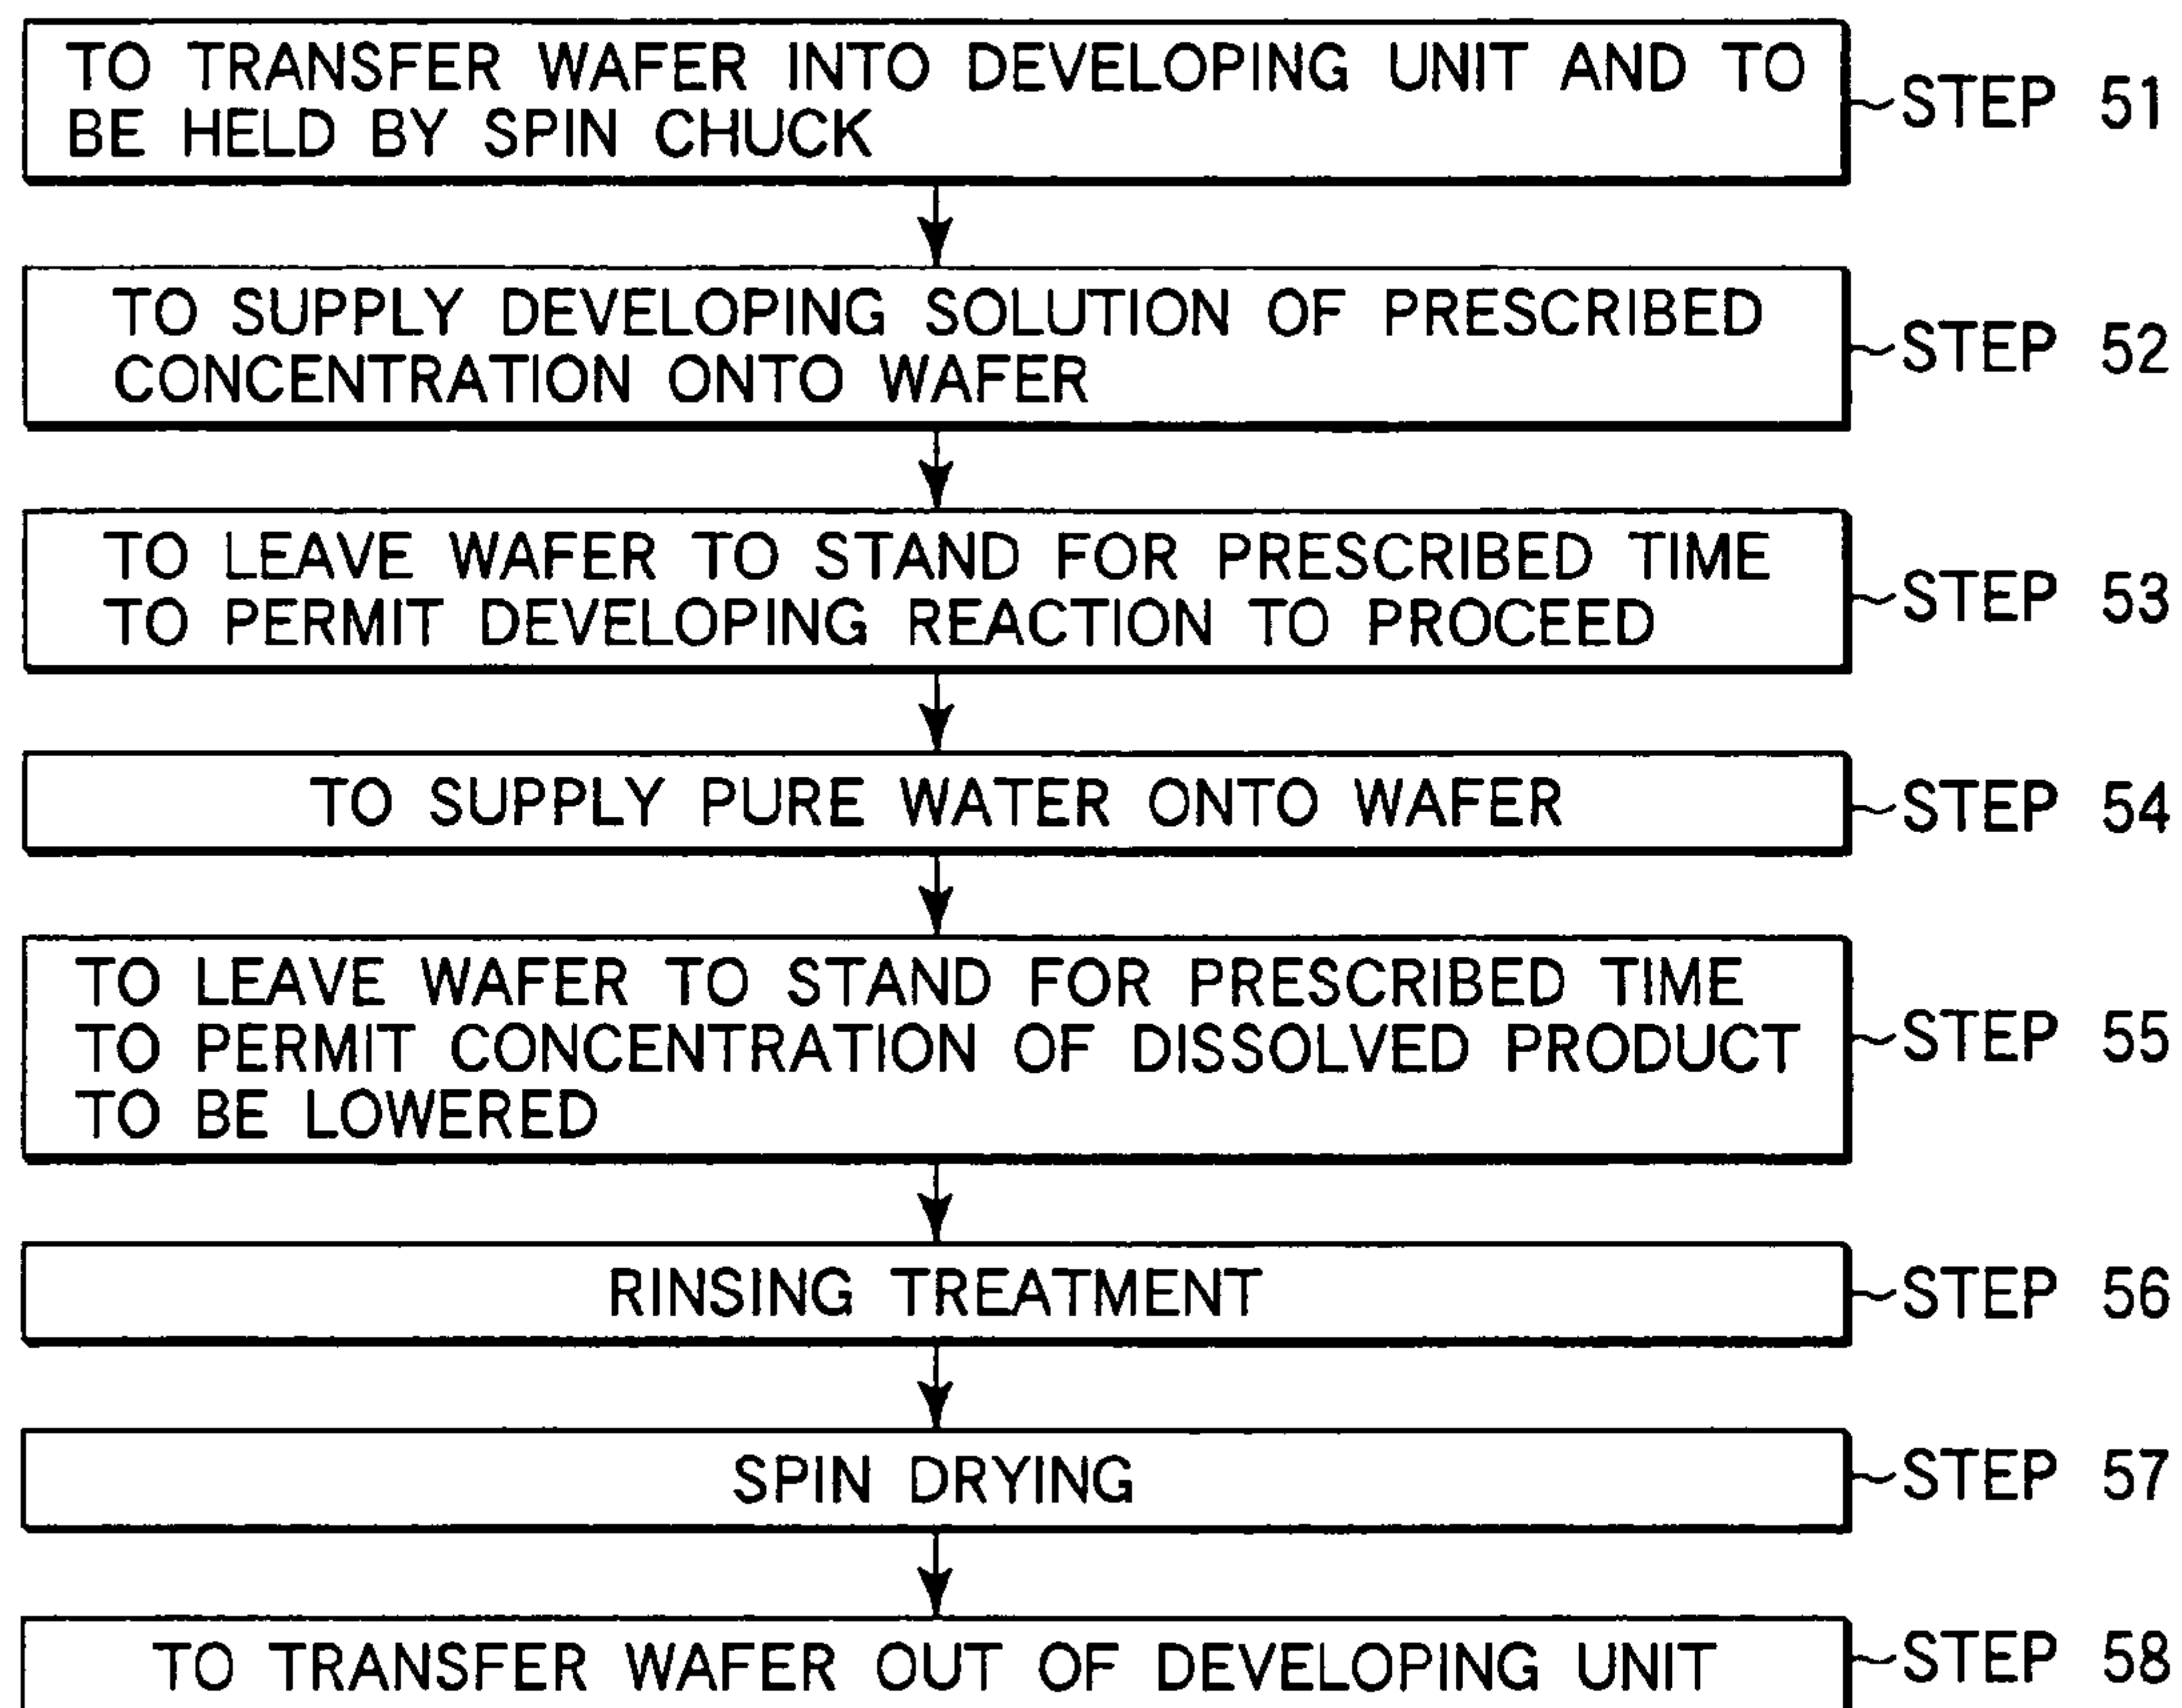 TO TRANSFER WAFER INTO DEVELOPING UNIT AND TO
BE HELD BY SPIN CHUCK
STEP 51
TO SUPPLY DEVELOPING SOLUTION OF PRESCRIBED
CONCENTRATION ONTO WAFER
STEP 52
TO LEAVE WAFER TO STAND FOR PRESCRIBED TIME
TO PERMIT DEVELOPING REACTION TO PROCEED
STEP 53
TO SUPPLY PURE WATER ONTO WAFER
STEP 54
TO LEAVE WAFER TO STAND FOR PRESCRIBED TIME
TO PERMIT CONCENTRATION OF DISSOLVED PRODUCT
TO BE LOWERED
STEP 55
RINSING TREATMENT
STEP 56
SPIN DRYING
STEP 57
TO TRANSFER WAFER OUT OF DEVELOPING UNIT
STEP 58